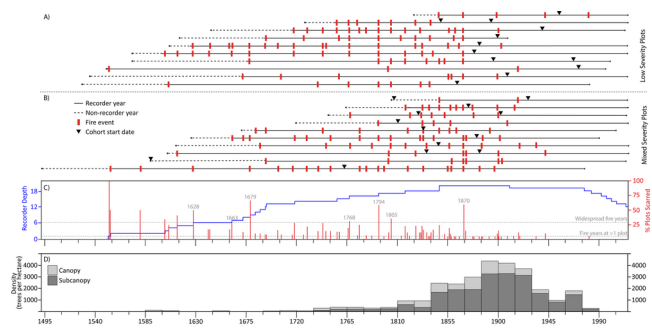 A)
Low Severity Plots
B)
Recorder year
Non-recorder year
Fire event
Cohort start date
Mixed Severity Plots
C)
Recorder Depth
18
12
6
0
1628
1663
1679
1768
1794
1805
1870
Widespread fire years
Fire years at >1 plot
100
75
50
25
0
% Plots Scarred
D)
Density
(trees per hectare)
4000
3000
2000
1000
Canopy
Subcanopy
4000
3000
2000
1000
1495 1540 1585 1630 1675 1720 1765 1810 1855 1900 1945 1990